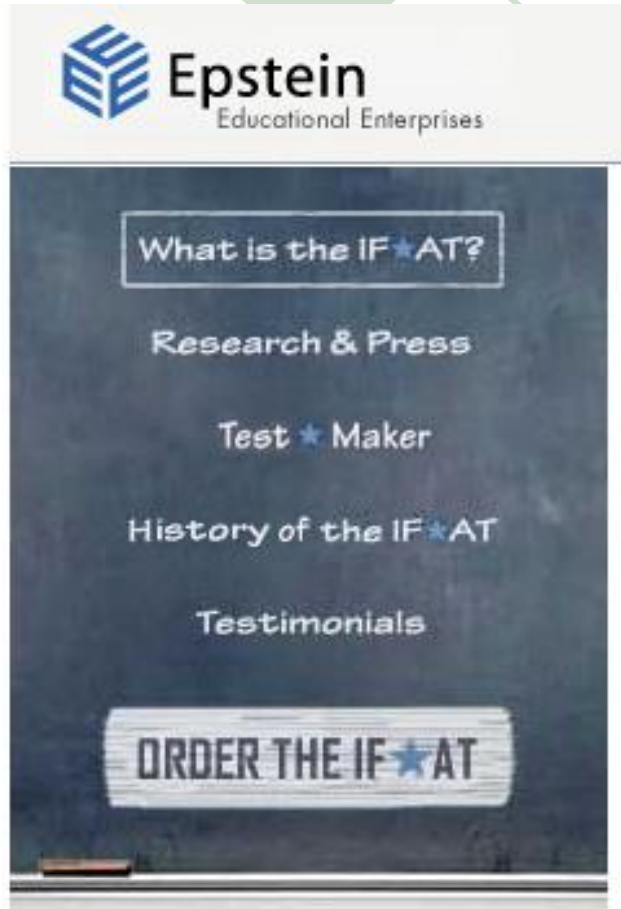 Epstein
Educational Enterprises
What is the IF★AT?
Research & Press
Test ★ Maker
History of the IF★AT
Testimonials
ORDER THE IF★AT